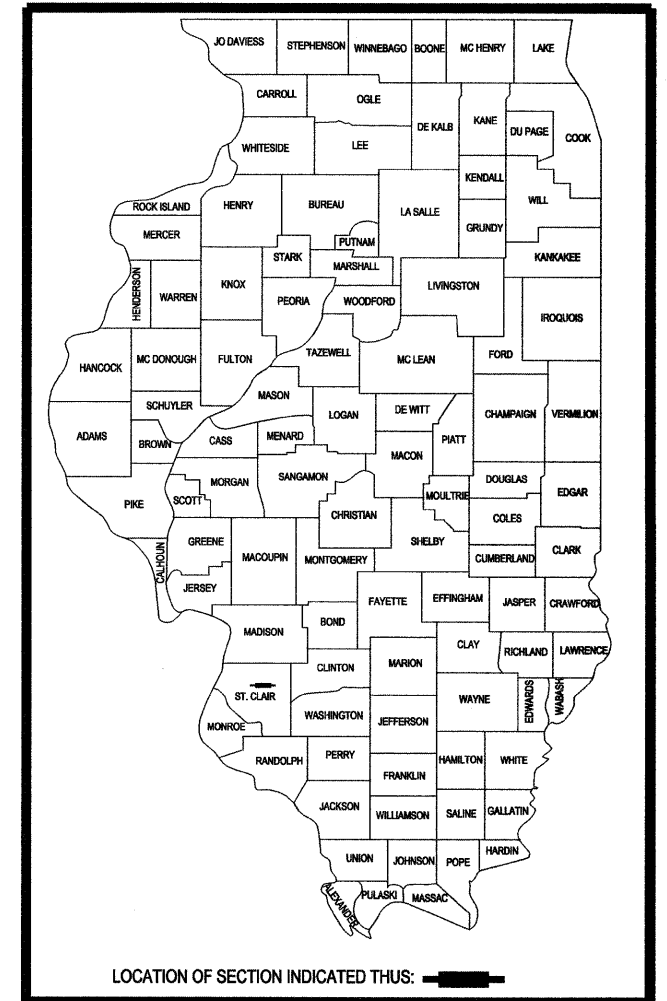 JO DAVIESS STEPHENSON WINNEBAGO BOONE MC HENRY LAKE
CARROLL OGLE DE KALB KANE DU PAGE COOK
WHITESIDE LEE
KENDALL
ROCK ISLAND HENRY BUREAU LA SALLE WILL
MERCER PUTNAM GRUNDY
STARK MARSHALL KANKAKEE
HENDERSON WARREN KNOX PEORIA WOODFORD LIVINGSTON IROQUOIS
HANCOCK MC DONOUGH FULTON TAZEWELL MC LEAN FORD
SCHUYLER MASON
LOGAN DE WITT CHAMPAIGN VERMILION
ADAMS BROWN CASS MENARD PIATT
MACON
MORGAN SANGAMON DOUGLAS
PIKE SCOTT MOULTRIE EDGAR
CHRISTIAN COLES
GREENE SHELBY
CALHOUN MACOUPIN MONTGOMERY CUMBERLAND CLARK
JERSEY
FAYETTE EFFINGHAM JASPER CRAWFORD
MADISON BOND
CLAY RICHLAND LAWRENCE
CLINTON MARION
ST. CLAIR WAYNE EDWARDS WABASH
MONROE WASHINGTON JEFFERSON
RANDOLPH PERRY HAMILTON WHITE
FRANKLIN
JACKSON WILLIAMSON SALINE GALLATIN
UNION JOHNSON POPE HARDIN
ALEXANDER PULASKI MASSAC
LOCATION OF SECTION INDICATED THUS: